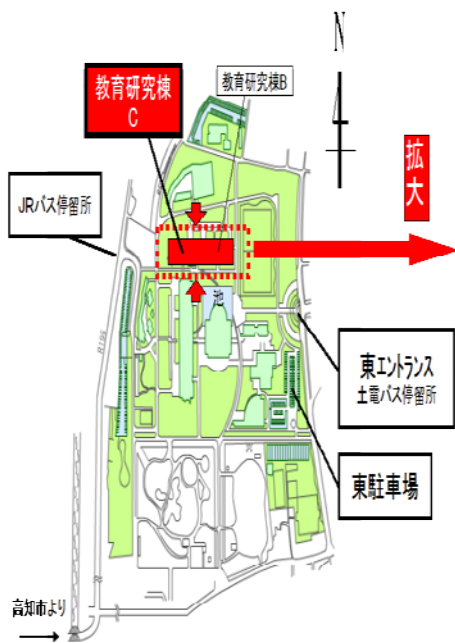 N
教育研究棟
C
教育研究棟B
拡
大
JRバス停留所
池
R195
東エントランス
土電バス停留所
東駐車場
高知市より